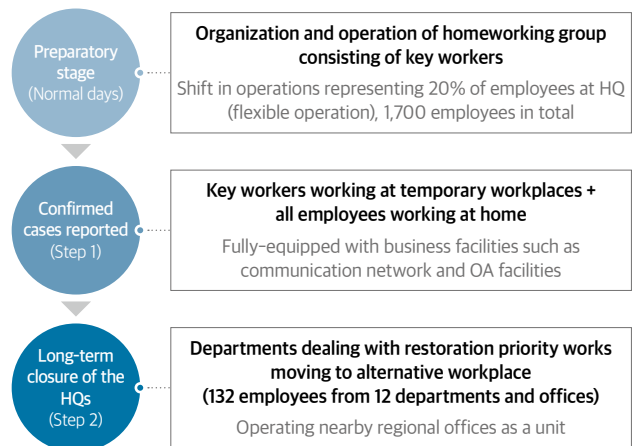 Preparatory
stage
(Normal days)
Organization and operation of homeworking group
consisting of key workers
Shift in operations representing 20% of employees at HQ
(flexible operation), 1,700 employees in total
Confirmed
cases reported
(Step 1)
Key workers working at temporary workplaces +
all employees working at home
Fully-equipped with business facilities such as
communication network and OA facilities
Long-term
closure of the
HQs
(Step 2)
Departments dealing with restoration priority works
moving to alternative workplace
(132 employees from 12 departments and offices)
Operating nearby regional offices as a unit